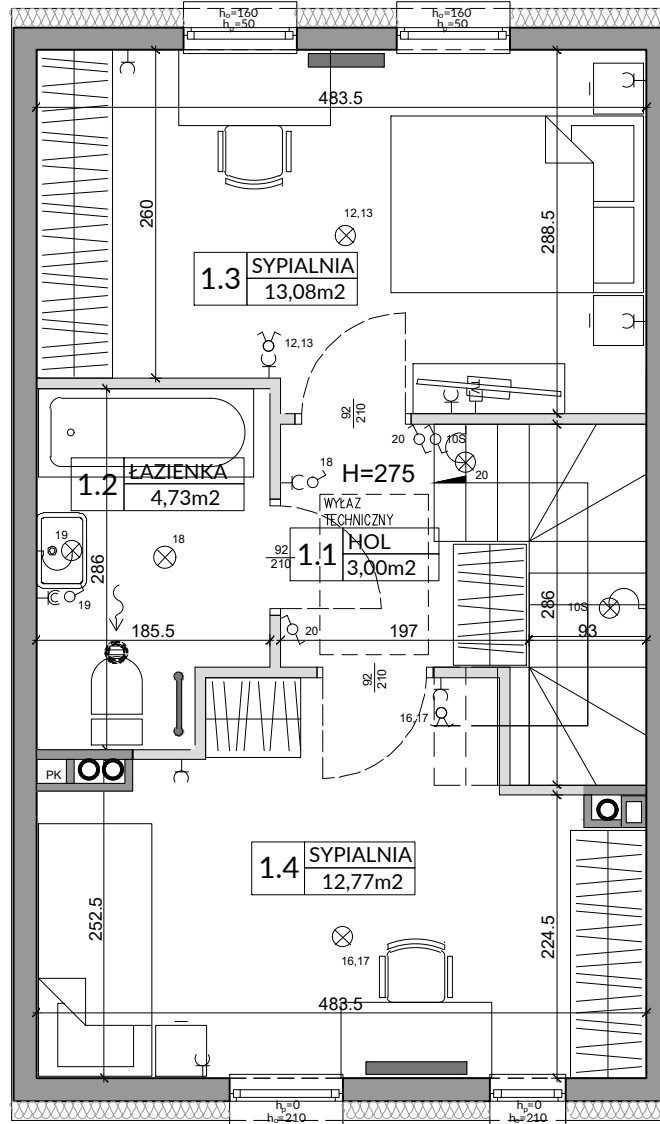 h₀=160
hₚ=50
h₀=160
hₚ=50
483.5
260
288.5
12,13
1.3 SYPIALNIA
13,08m2
12,13
92
210
20
10S
20
18
H=275
1.2 ŁAZIENKA
4,73m2
WYŁAZ
TECHNICZNY
1.1 HOL
3,00m2
92
210
19
18
19
286
286
10S
20
185.5
197
93
92
210
16,17
PK
1.4 SYPIALNIA
12,77m2
252.5
224.5
16,17
483.5
hₚ=0
h₀=210
hₚ=0
h₀=210